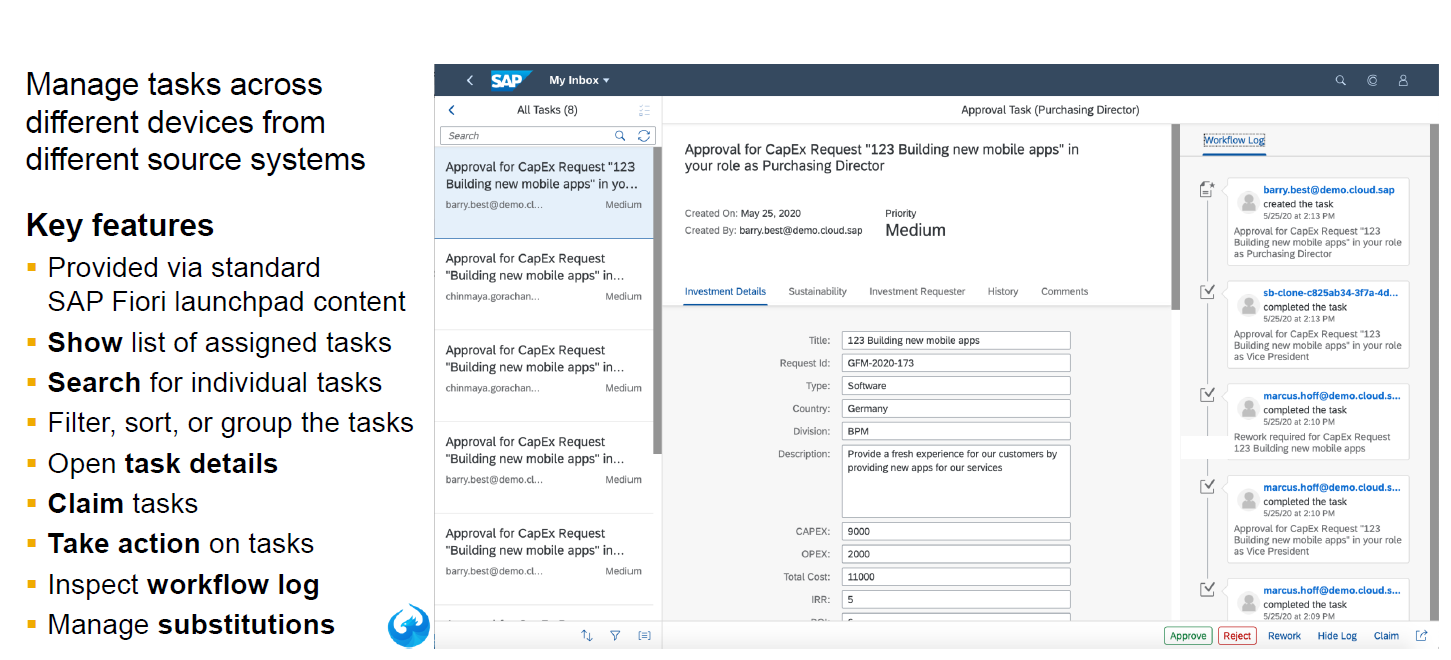 Manage tasks across
different devices from
different source systems
Key features
Provided via standard
SAP Fiori launchpad content
Show list of assigned tasks
Search for individual tasks
Filter, sort, or group the tasks
Open task details
Claim tasks
Take action on tasks
Inspect workflow log
Manage substitutions
SAP My Inbox
All Tasks (8)
Search
Approval for CapEx Request "123
Building new mobile apps" in yo...
barry.best@demo.cl... Medium
Approval for CapEx Request
"Building new mobile apps" in...
chinmaya.gorachan... Medium
Approval for CapEx Request
"Building new mobile apps" in...
chinmaya.gorachan... Medium
Approval for CapEx Request
"Building new mobile apps" in...
barry.best@demo.cl... Medium
Approval for CapEx Request
"Building new mobile apps" in...
barry.best@demo.cl... Medium
Approval Task (Purchasing Director)
Approval for CapEx Request "123 Building new mobile apps" in
your role as Purchasing Director
Created On: May 25, 2020
Created By: barry.best@demo.cloud.sap
Priority
Medium
Investment Details Sustainability Investment Requester History Comments
Title: 123 Building new mobile apps
Request Id: GFM-2020-173
Type: Software
Country: Germany
Division: BPM
Description: Provide a fresh experience for our customers by
providing new apps for our services
CAPEX: 9000
OPEX: 2000
Total Cost: 11000
IRR: 5
Workflow Log
barry.best@demo.cloud.sap
created the task
5/25/20 at 2:13 PM
Approval for CapEx Request "123
Building new mobile apps" in your role
as Purchasing Director
sb-clone-c825ab34-3f7a-4d...
completed the task
5/25/20 at 2:13 PM
Approval for CapEx Request "123
Building new mobile apps" in your role
as Vice President
marcus.hoff@demo.cloud.s...
completed the task
5/25/20 at 2:10 PM
Rework required for CapEx Request
123 Building new mobile apps
marcus.hoff@demo.cloud.s...
completed the task
5/25/20 at 2:10 PM
Approval for CapEx Request "123
Building new mobile apps" in your role
as Vice President
marcus.hoff@demo.cloud.s...
completed the task
5/25/20 at 2:09 PM
Approve Reject Rework Hide Log Claim